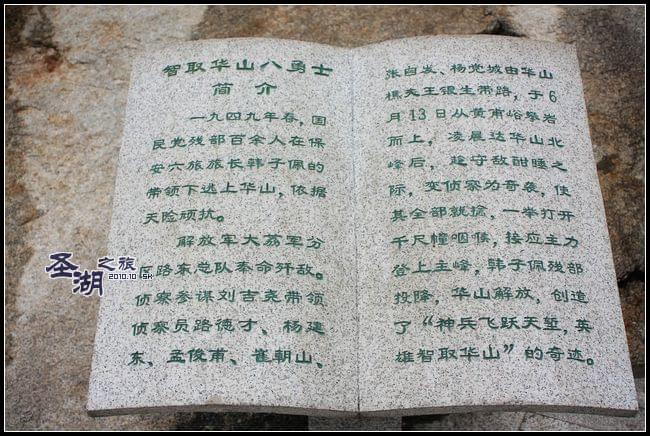 智取华山八勇士
简介
一九四九年春，国
民党残部百余人在保
安六旅旅长韩子佩的
带领下逃上华山，依据
天险顽抗。
解放军大荔军分
区路东总队奉命歼敌。
侦察参谋刘吉尧带领
侦察员路德才、杨建
东、孟俊甫、崔朝山、
张自发、杨党城由华山
樵夫王银生带路，于6
月13日从黄甫峪攀岩
而上，凌晨达华山北
峰后，趁守敌酣睡之
际，变侦察为奇袭，使
其全部就擒，一举打开
千尺幢咽喉，接应主力
登上主峰，韩子佩残部
投降，华山解放，创造
了“神兵飞跃天堑，英
雄智取华山”的奇迹。
圣湖之旅
2010.10 SK